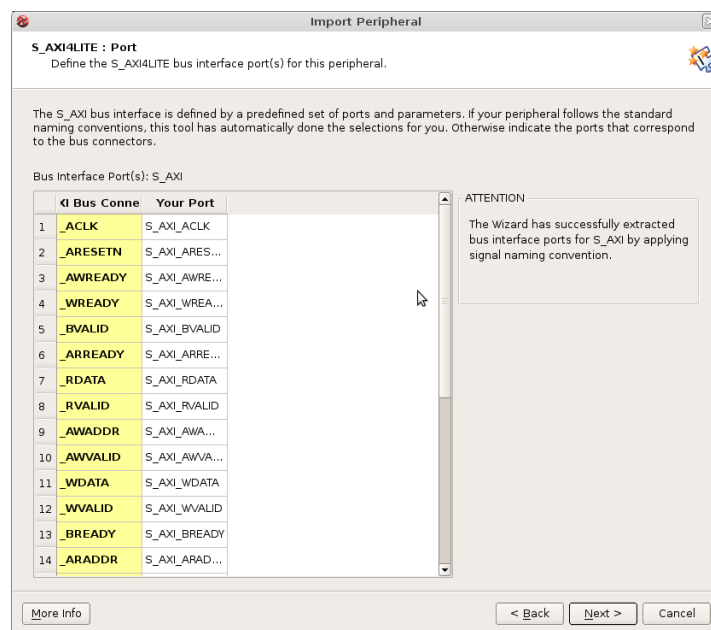 Import Peripheral
S_AXI4LITE : Port
Define the S_AXI4LITE bus interface port(s) for this peripheral.
The S_AXI bus interface is defined by a predefined set of ports and parameters. If your peripheral follows the standard
naming conventions, this tool has automatically done the selections for you. Otherwise indicate the ports that correspond
to the bus connectors.
Bus Interface Port(s): S_AXI
I Bus Conne Your Port
1 _ACLK S_AXI_ACLK
2 _ARESETN S_AXI_ARES...
3 _AWREADY S_AXI_AWRE...
4 _WREADY S_AXI_WREA...
5 _BVALID S_AXI_BVALID
6 _ARREADY S_AXI_ARRE...
7 _RDATA S_AXI_RDATA
8 _RVALID S_AXI_RVALID
9 _AWADDR S_AXI_AWA...
10 _AWVALID S_AXI_AWVA...
11 _WDATA S_AXI_WDATA
12 _WVALID S_AXI_WVALID
13 _BREADY S_AXI_BREADY
14 _ARADDR S_AXI_ARAD...
ATTENTION
The Wizard has successfully extracted
bus interface ports for S_AXI by applying
signal naming convention.
More Info
< Back
Next >
Cancel